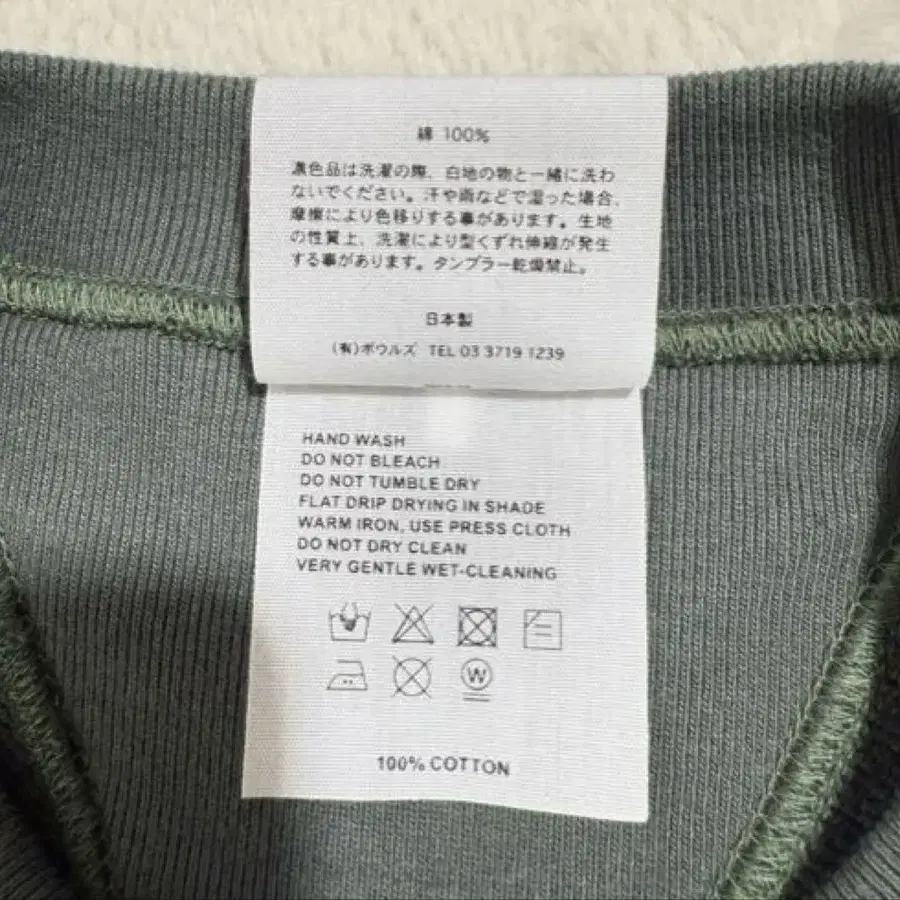 綿 100%
濃色品は洗濯の際、白地の物と一緒に洗わ
ないでください。汗や雨などで湿った場合、
摩擦により色移りする事があります。生地
の性質上、洗濯により型くずれ伸縮が発生
する事があります。タンブラー乾燥禁止。
日本製
(有)ボウルズ TEL 03 3719 1239
HAND WASH
DO NOT BLEACH
DO NOT TUMBLE DRY
FLAT DRIP DRYING IN SHADE
WARM IRON, USE PRESS CLOTH
DO NOT DRY CLEAN
VERY GENTLE WET-CLEANING
W
100% COTTON